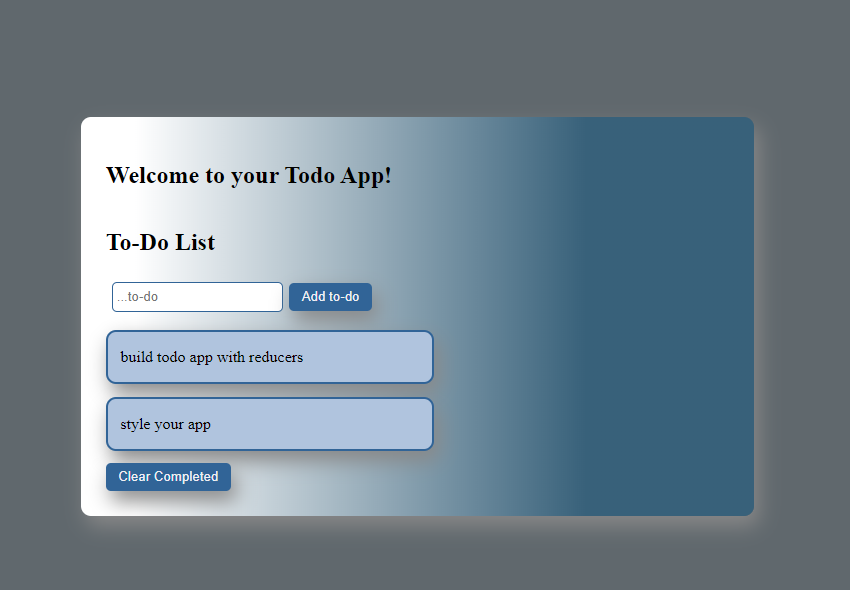 Welcome to your Todo App!
To-Do List
...to-do
Add to-do
build todo app with reducers
style your app
Clear Completed